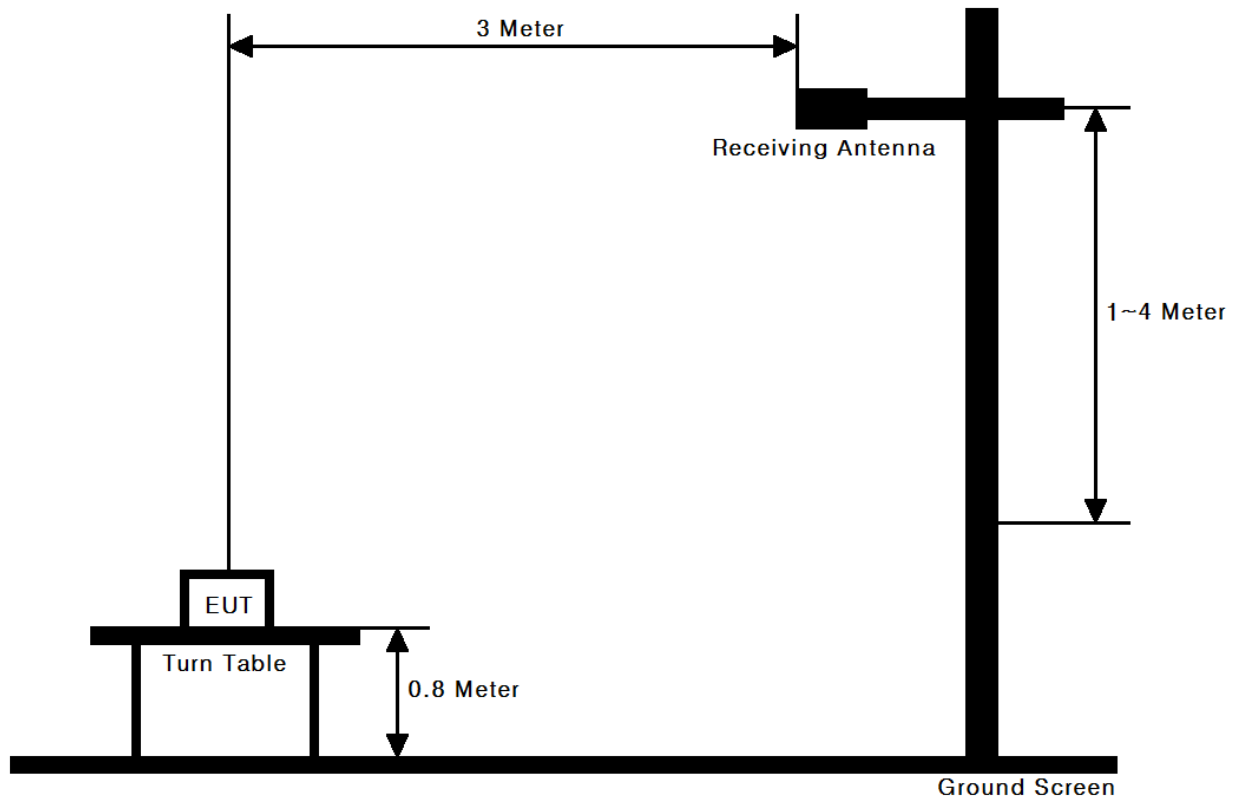 3 Meter
Receiving Antenna
1~4 Meter
EUT
Turn Table
0.8 Meter
Ground Screen